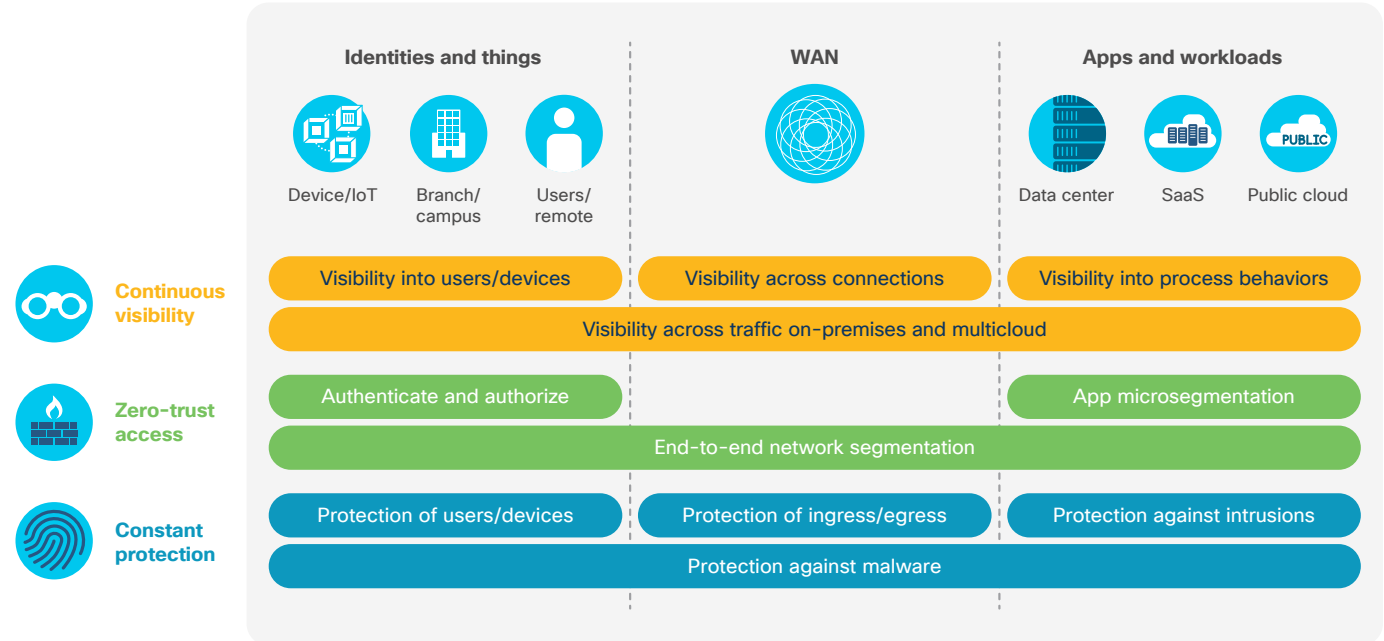 Identities and things
WAN
Apps and workloads
PUBLIC
Device/IoT
Branch/
campus
Users/
remote
Data center
SaaS
Public cloud
Continuous
visibility
Visibility into users/devices
Visibility across connections
Visibility into process behaviors
Visibility across traffic on-premises and multicloud
Zero-trust
access
Authenticate and authorize
App microsegmentation
End-to-end network segmentation
Constant
protection
Protection of users/devices
Protection of ingress/egress
Protection against intrusions
Protection against malware